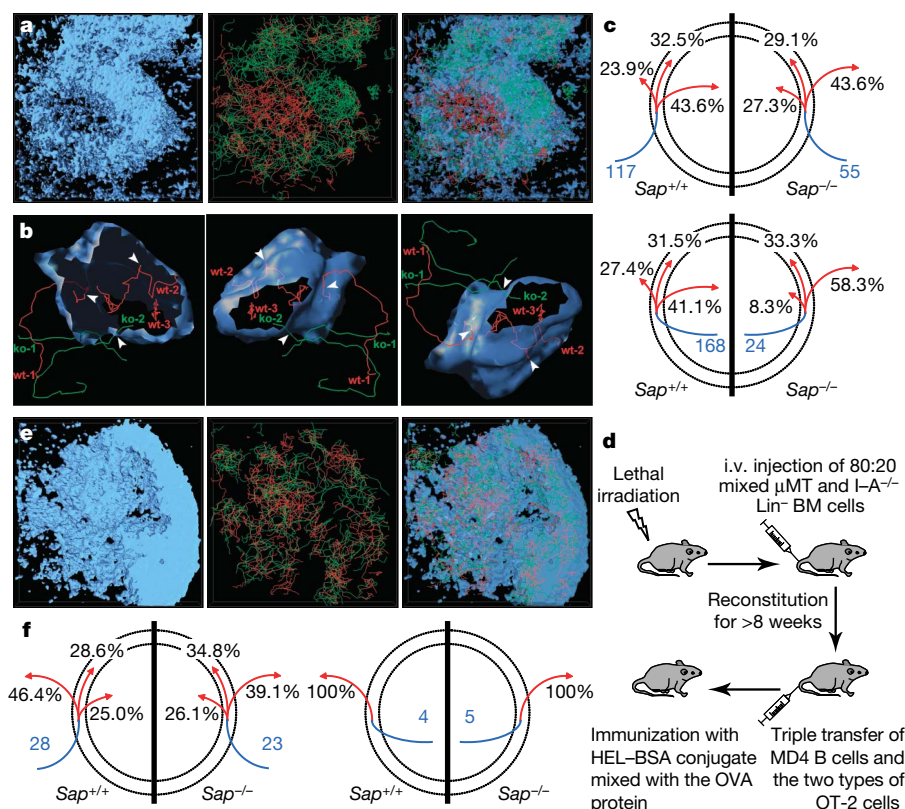 a
c
32.5%
29.1%
23.9%
43.6%
43.6%
27.3%
117
55
Sap+/+
Sap–/–
b
wt-2
wt-3
ko-2
ko-1
wt-1
wt-2
wt-3
ko-2
ko-1
wt-1
wt-1
ko-1
ko-2
wt-3
wt-2
31.5%
33.3%
27.4%
58.3%
41.1%
8.3%
168
24
Sap+/+
Sap–/–
e
d
Lethal
irradiation
i.v. injection of 80:20
mixed μMT and I–A–/–
Lin– BM cells
Reconstitution
for >8 weeks
Immunization with
HEL–BSA conjugate
mixed with the OVA
protein
Triple transfer of
MD4 B cells and
the two types of
OT-2 cells
f
28.6%
34.8%
46.4%
39.1%
25.0%
26.1%
28
23
Sap+/+
Sap–/–
100%
100%
4
5
Sap+/+
Sap–/–